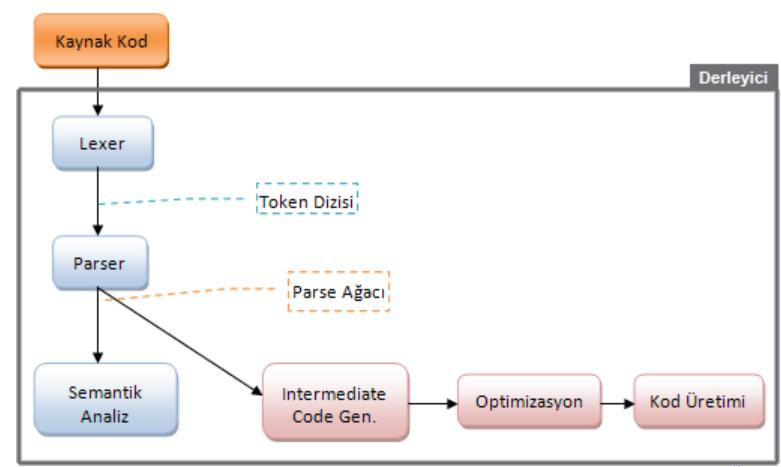 Kaynak Kod
Derleyici
Lexer
Token Dizisi
Parser
Parse Ağacı
Semantik
Analiz
Intermediate
Code Gen.
Optimizasyon
Kod Üretimi